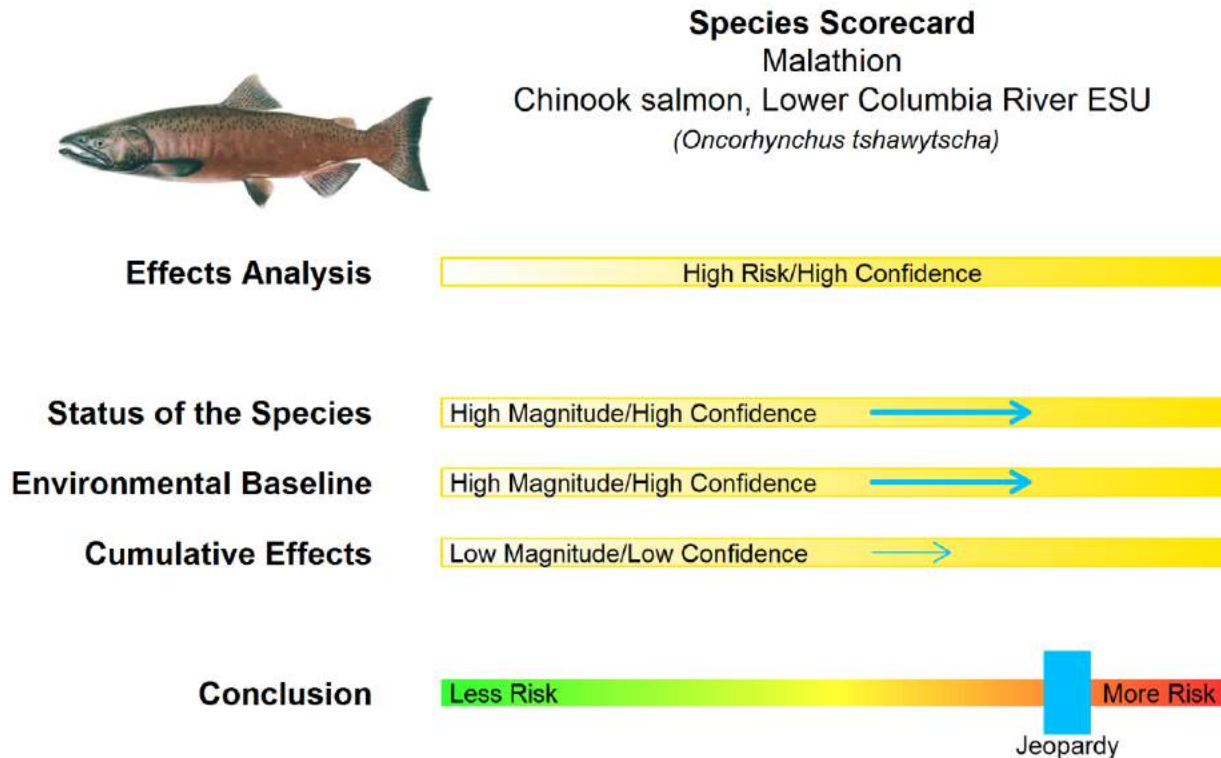 Species Scorecard
Malathion
Chinook salmon, Lower Columbia River ESU
(Oncorhynchus tshawytscha)
Effects Analysis
High Risk/High Confidence
Status of the Species
High Magnitude/High Confidence
Environmental Baseline
High Magnitude/High Confidence
Cumulative Effects
Low Magnitude/Low Confidence
Conclusion
Less Risk
More Risk
Jeopardy